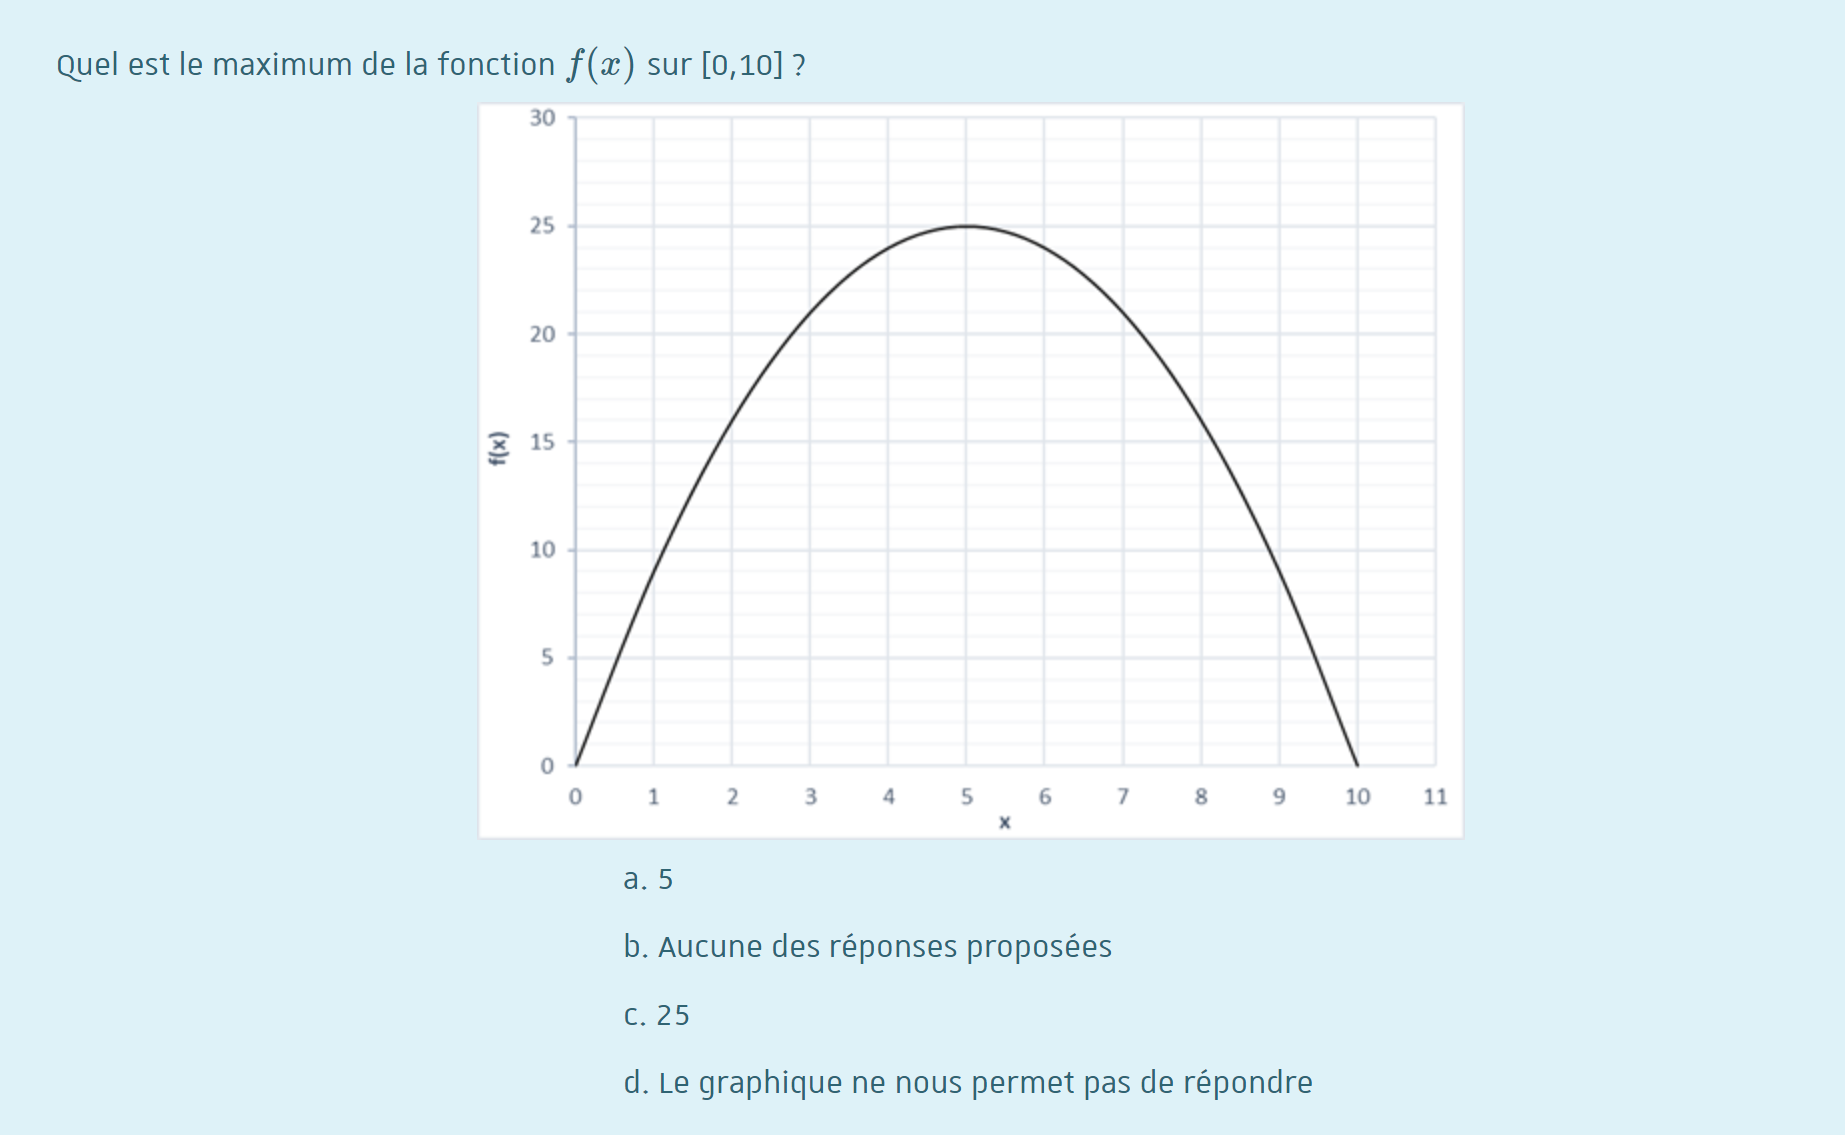 Quel est le maximum de la fonction f(x) sur [0,10] ?
30
25
20
15
10
5
0
f(x)
0 1 2 3 4 5 6 7 8 9 10 11
x
a. 5
b. Aucune des réponses proposées
c. 25
d. Le graphique ne nous permet pas de répondre